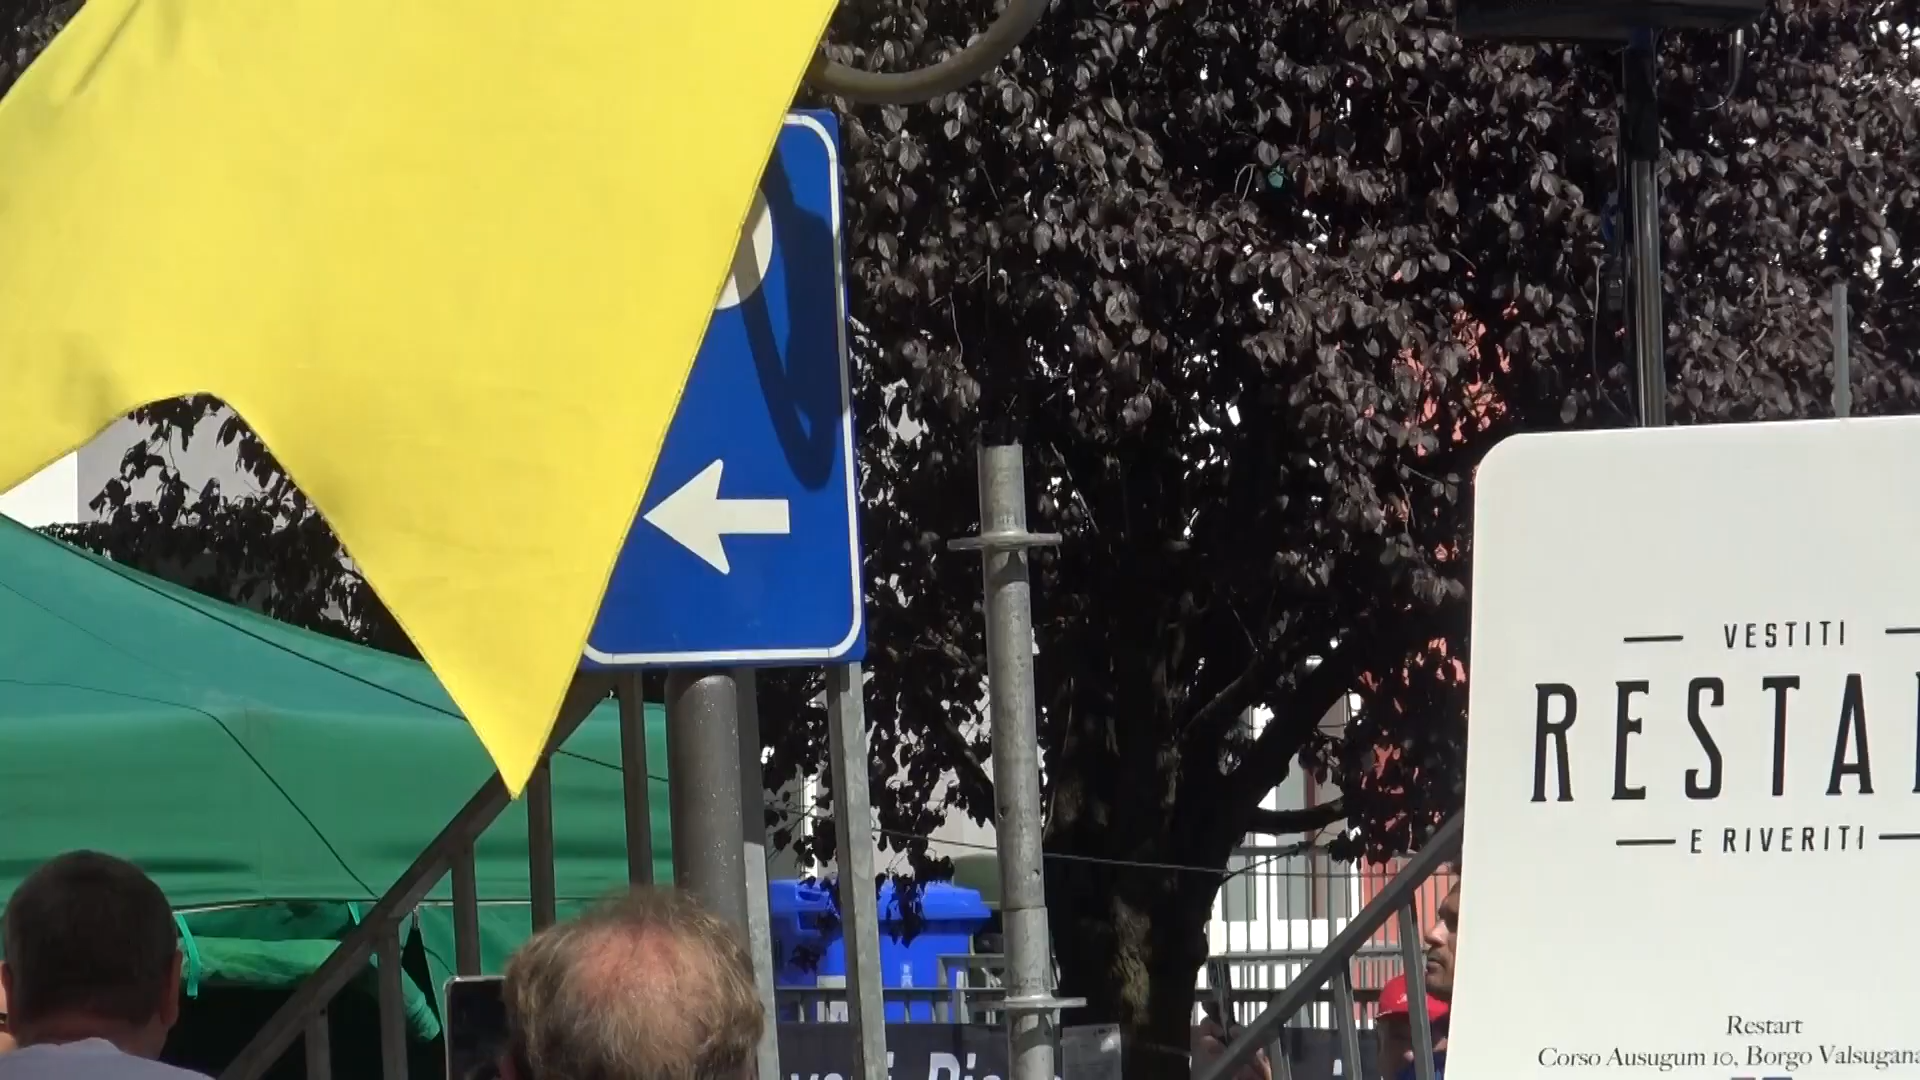 VESTITI
RESTA
E RIVERITI
Restart
Corso Ausugum 10, Borgo Valsugana